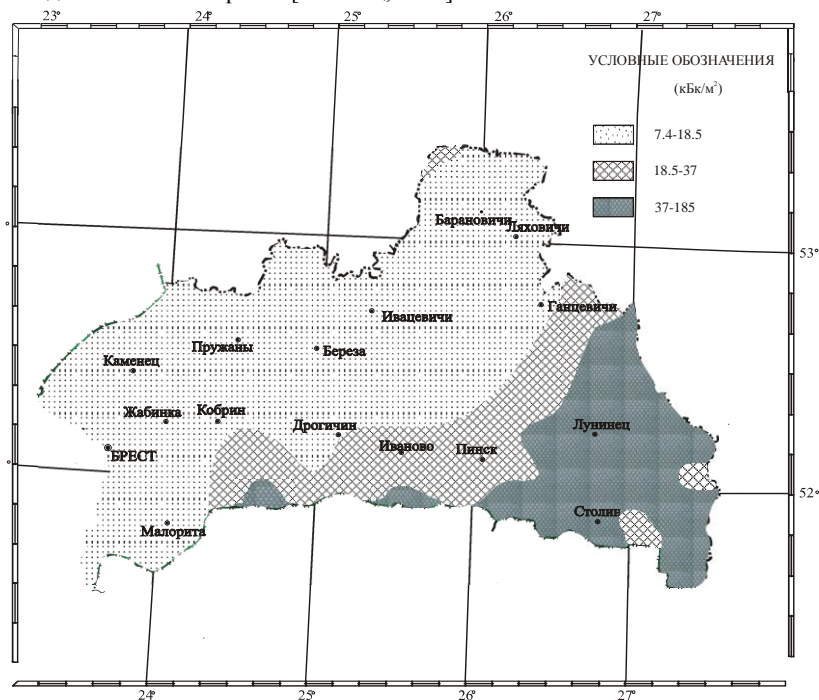 23° 24° 25° 26° 27°
УСЛОВНЫЕ ОБОЗНАЧЕНИЯ
(кБк/м²)
7.4-18.5
18.5-37
37-185
Барановичи
Ляховичи
53°
Ганцевичи
Ивацевичи
Пружаны
Береза
Каменец
Жабинка
Кобрин
Дрогичин
Лунинец
Иваново
Пинск
БРЕСТ
52°
Столин
Малорита
24° 25° 26° 27°